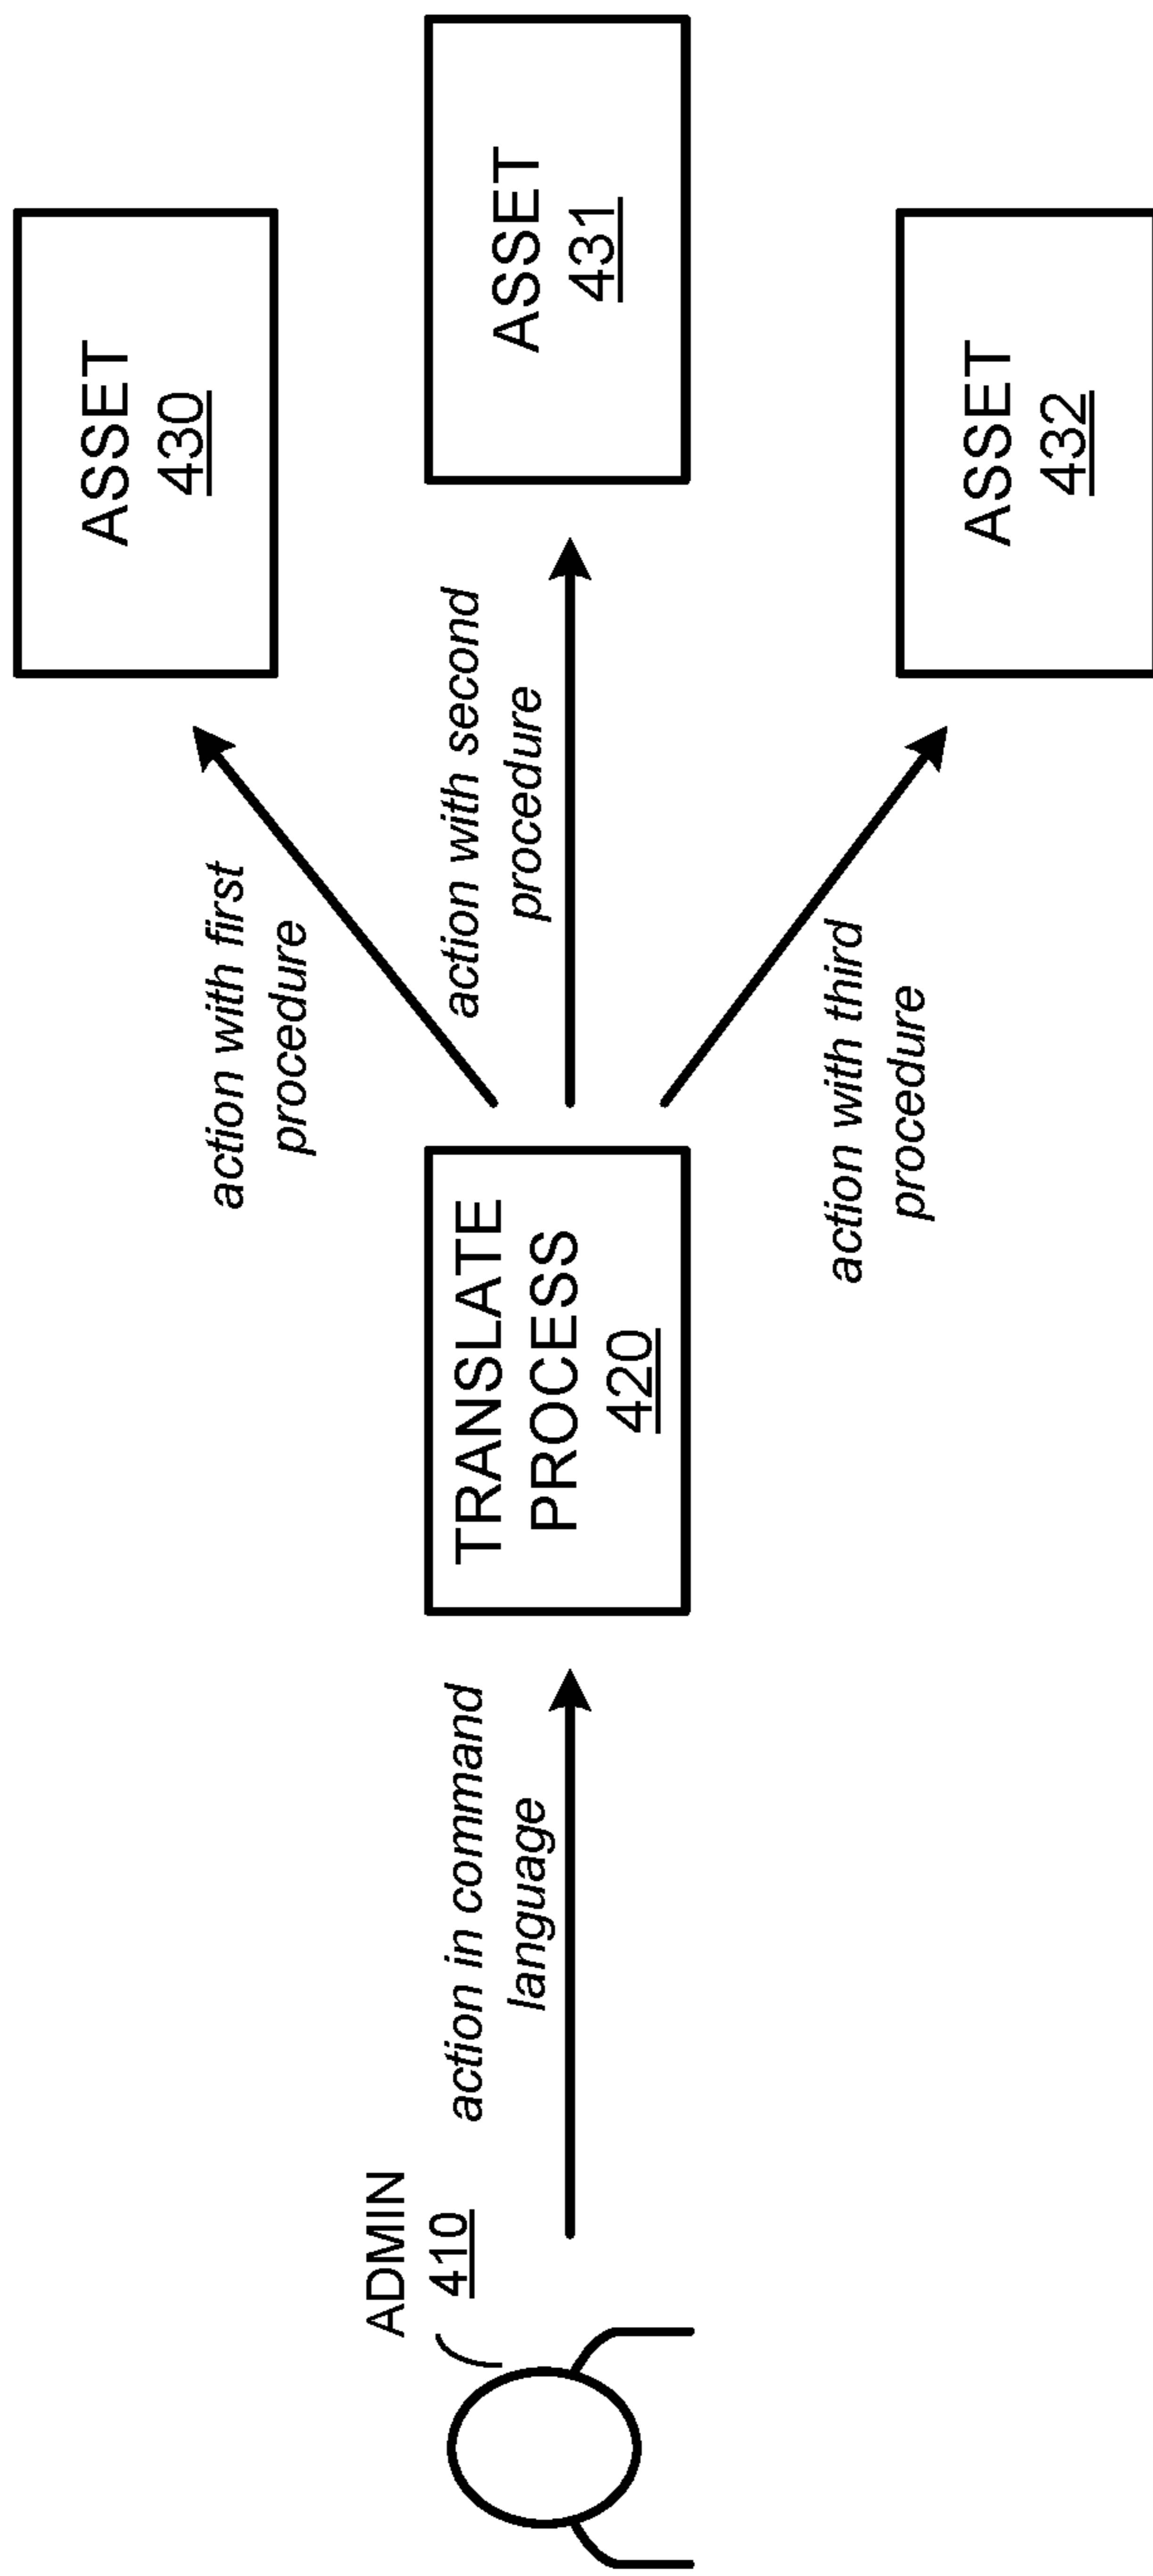 ADMIN
410
action in command
language
TRANSLATE
PROCESS
420
action with first
procedure
action with second
procedure
action with third
procedure
ASSET
430
ASSET
431
ASSET
432